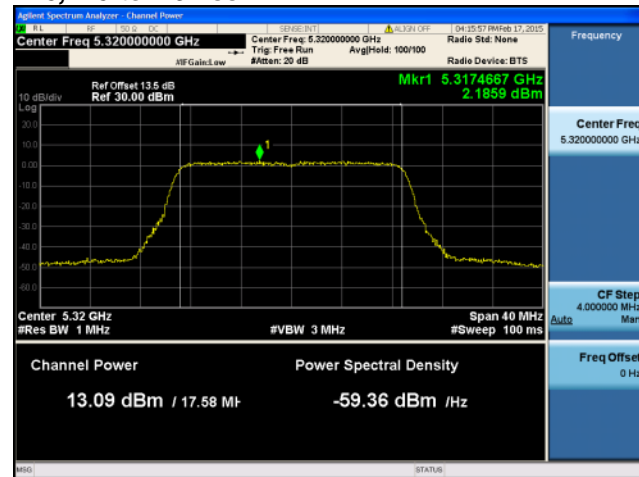 Agilent Spectrum Analyzer - Channel Power
RL RF 50 Ω DC SENSE:INT ALIGN OFF 04:15:57 PMFeb 17, 2015
Center Freq 5.320000000 GHz Center Freq: 5.320000000 GHz Radio Std: None
Trig: Free Run Avg|Hold: 100/100
#IFGain:Low #Atten: 20 dB Radio Device: BTS
Ref Offset 13.5 dB Mkr1 5.3174667 GHz
10 dB/div Ref 30.00 dBm 2.1859 dBm
Log
20.0
10.0
1
0.00
-10.0
-20.0
-30.0
-40.0
-50.0
-60.0
Center 5.32 GHz Span 40 MHz
#Res BW 1 MHz #VBW 3 MHz #Sweep 100 ms
Channel Power Power Spectral Density
13.09 dBm / 17.58 MH -59.36 dBm /Hz
MSG STATUS
Frequency
Center Freq
5.320000000 GHz
CF Step
4.000000 MHz
Auto Man
Freq Offset
0 Hz